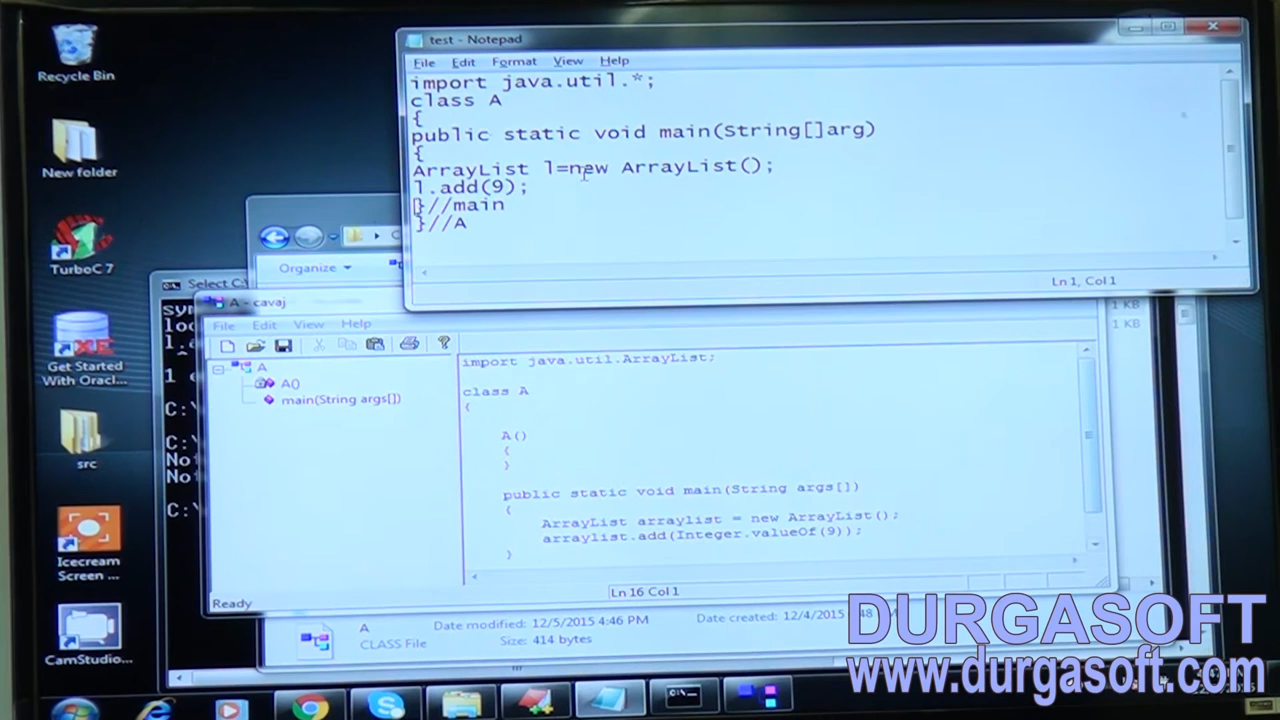 Recycle Bin
New folder
TurboC 7
Get Started
With Oracl...
src
Icecream
Screen ...
CamStudio...
test - Notepad
File Edit Format View Help
import java.util.*;
class A
{
public static void main(String[]arg)
{
ArrayList l=new ArrayList();
l.add(9);
}//main
}//A
Ln 1, Col 1
Organize
Select C:\
1 KB
1 KB
A - cavaj
File Edit View Help
A
A()
main(String args[])
import java.util.ArrayList;
class A
{
A()
{
}
public static void main(String args[])
{
ArrayList arraylist = new ArrayList();
arraylist.add(Integer.valueOf(9));
}
Ready
Ln 16 Col 1
C:\
C:\
Not
Not
C:\
A
CLASS File
Date modified: 12/5/2015 4:46 PM
Size: 414 bytes
Date created: 12/4/2015
DURGASOFT
www.durgasoft.com